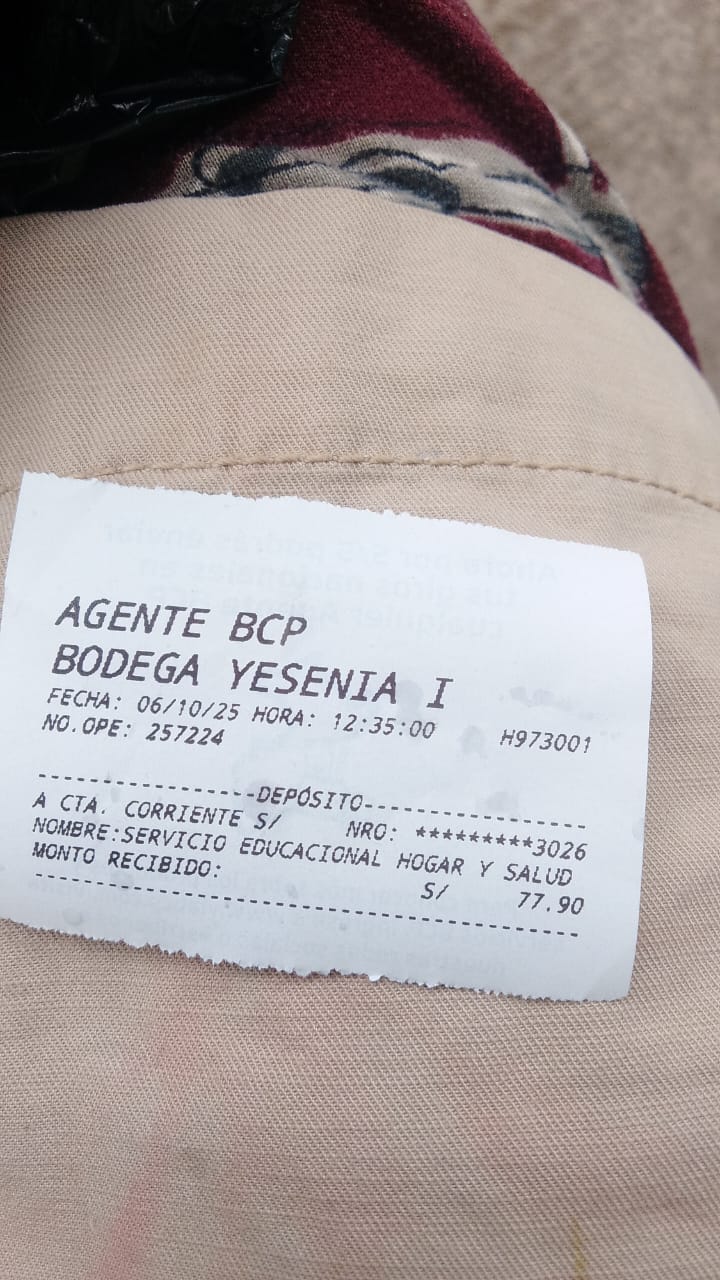 AGENTE BCP
BODEGA YESENIA I
FECHA: 06/10/25 HORA: 12:35:00 H973001
NO.OPE: 257224
------------------DEPÓSITO------------------
A CTA. CORRIENTE S/ NRO: *********3026
NOMBRE:SERVICIO EDUCACIONAL HOGAR Y SALUD
MONTO RECIBIDO: S/ 77.90